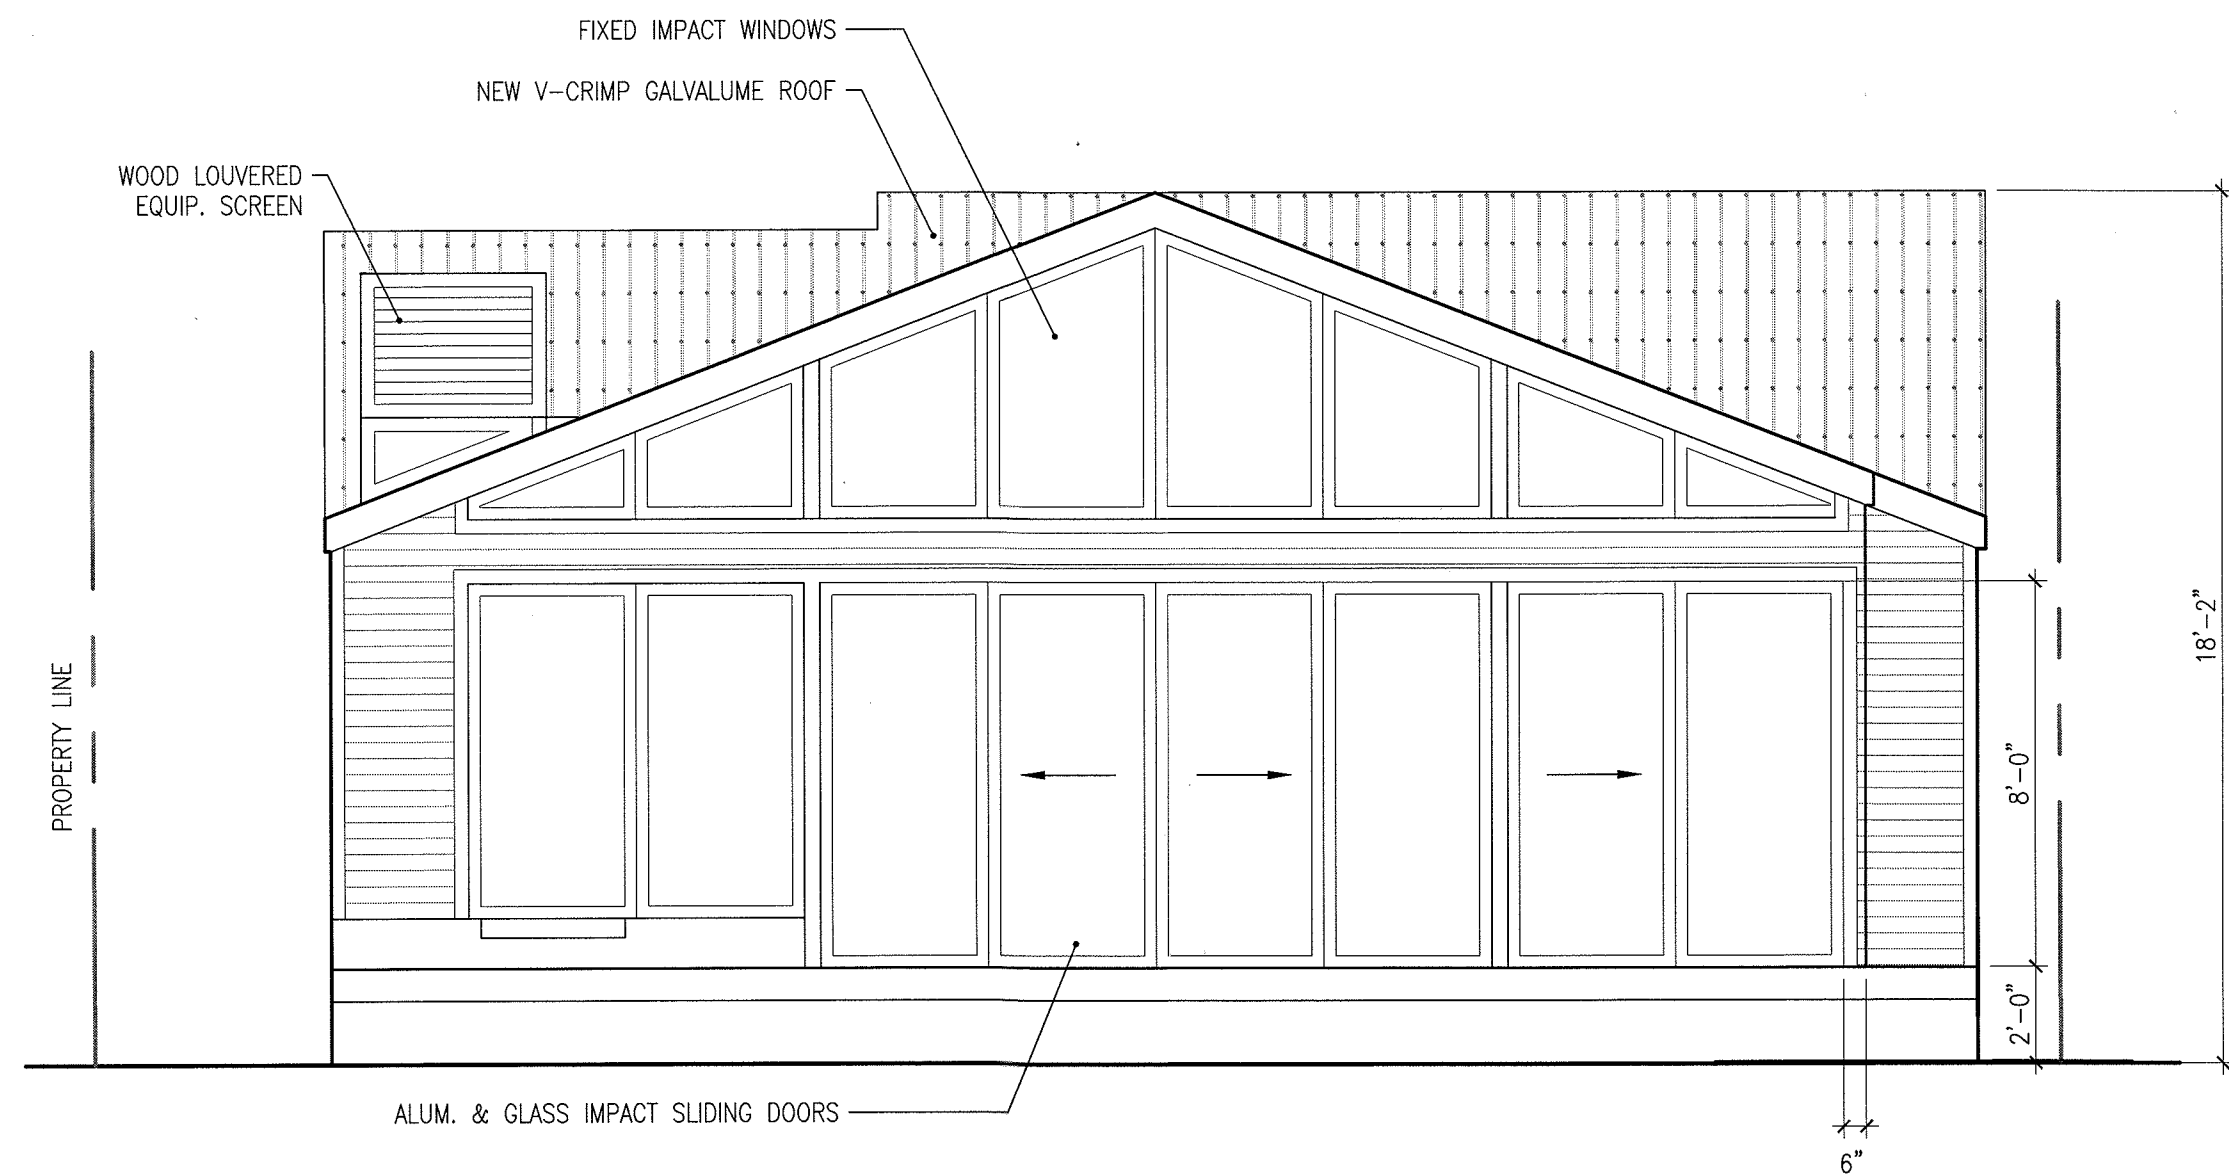 FIXED IMPACT WINDOWS
NEW V-CRIMP GALVALUME ROOF
WOOD LOUVERED
EQUIP. SCREEN
PROPERTY LINE
18'-2"
8'-0"
2'-0"
ALUM. & GLASS IMPACT SLIDING DOORS
6"